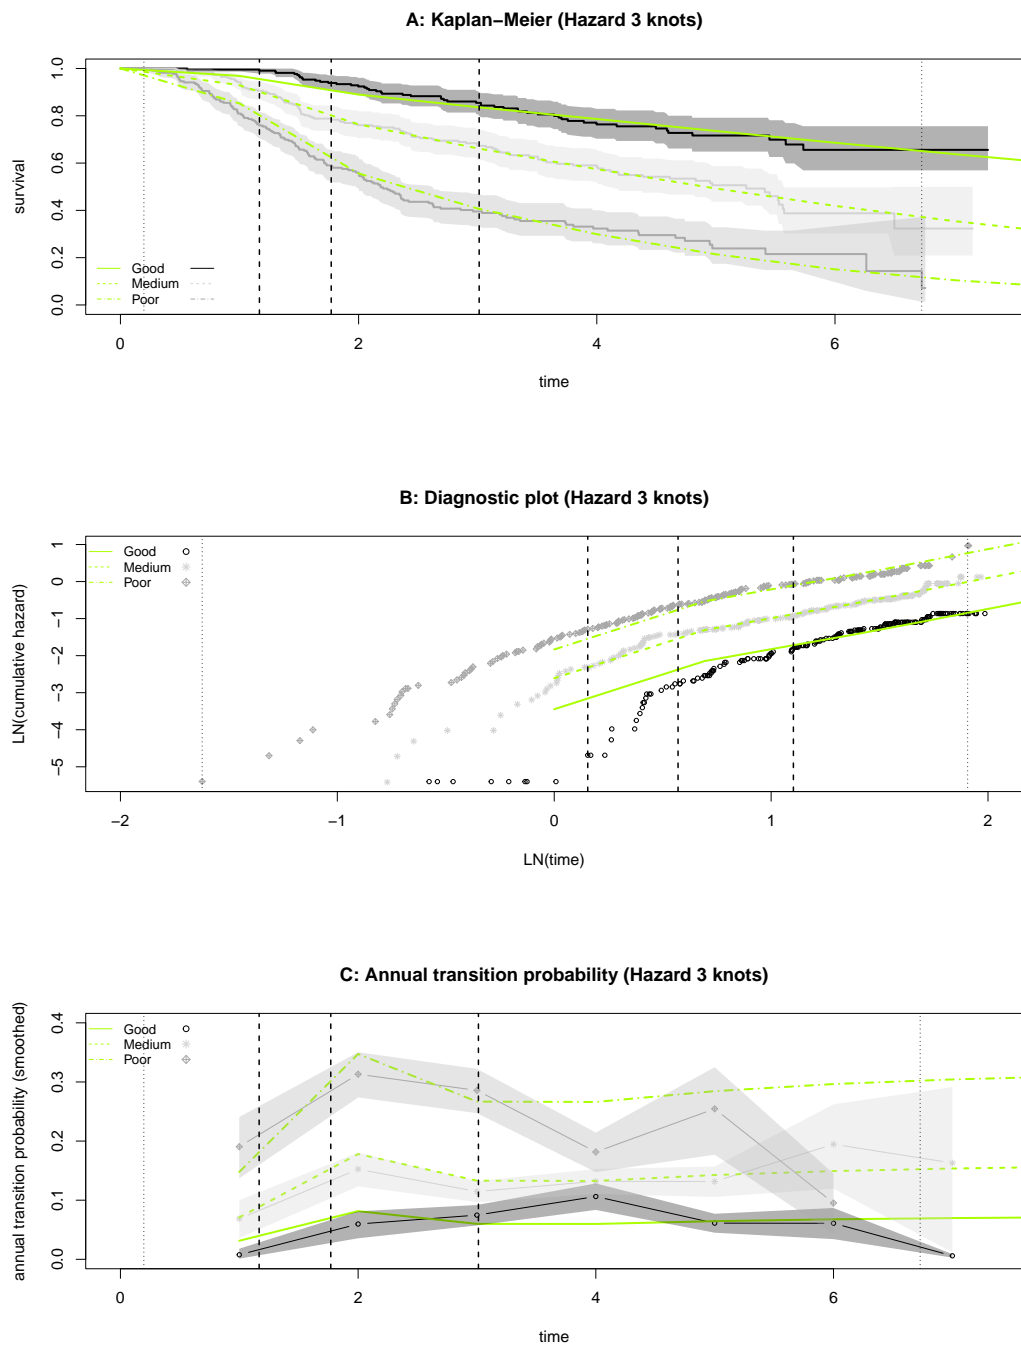 A: Kaplan−Meier (Hazard 3 knots)
survival
1.0
0.8
0.6
0.4
0.2
0.0
Good
Medium
Poor
0 2 4 6
time
B: Diagnostic plot (Hazard 3 knots)
LN(cumulative hazard)
1
0
−1
−2
−3
−4
−5
Good
Medium
Poor
−2 −1 0 1 2
LN(time)
C: Annual transition probability (Hazard 3 knots)
annual transition probability (smoothed)
0.4
0.3
0.2
0.1
0.0
Good
Medium
Poor
0 2 4 6
time